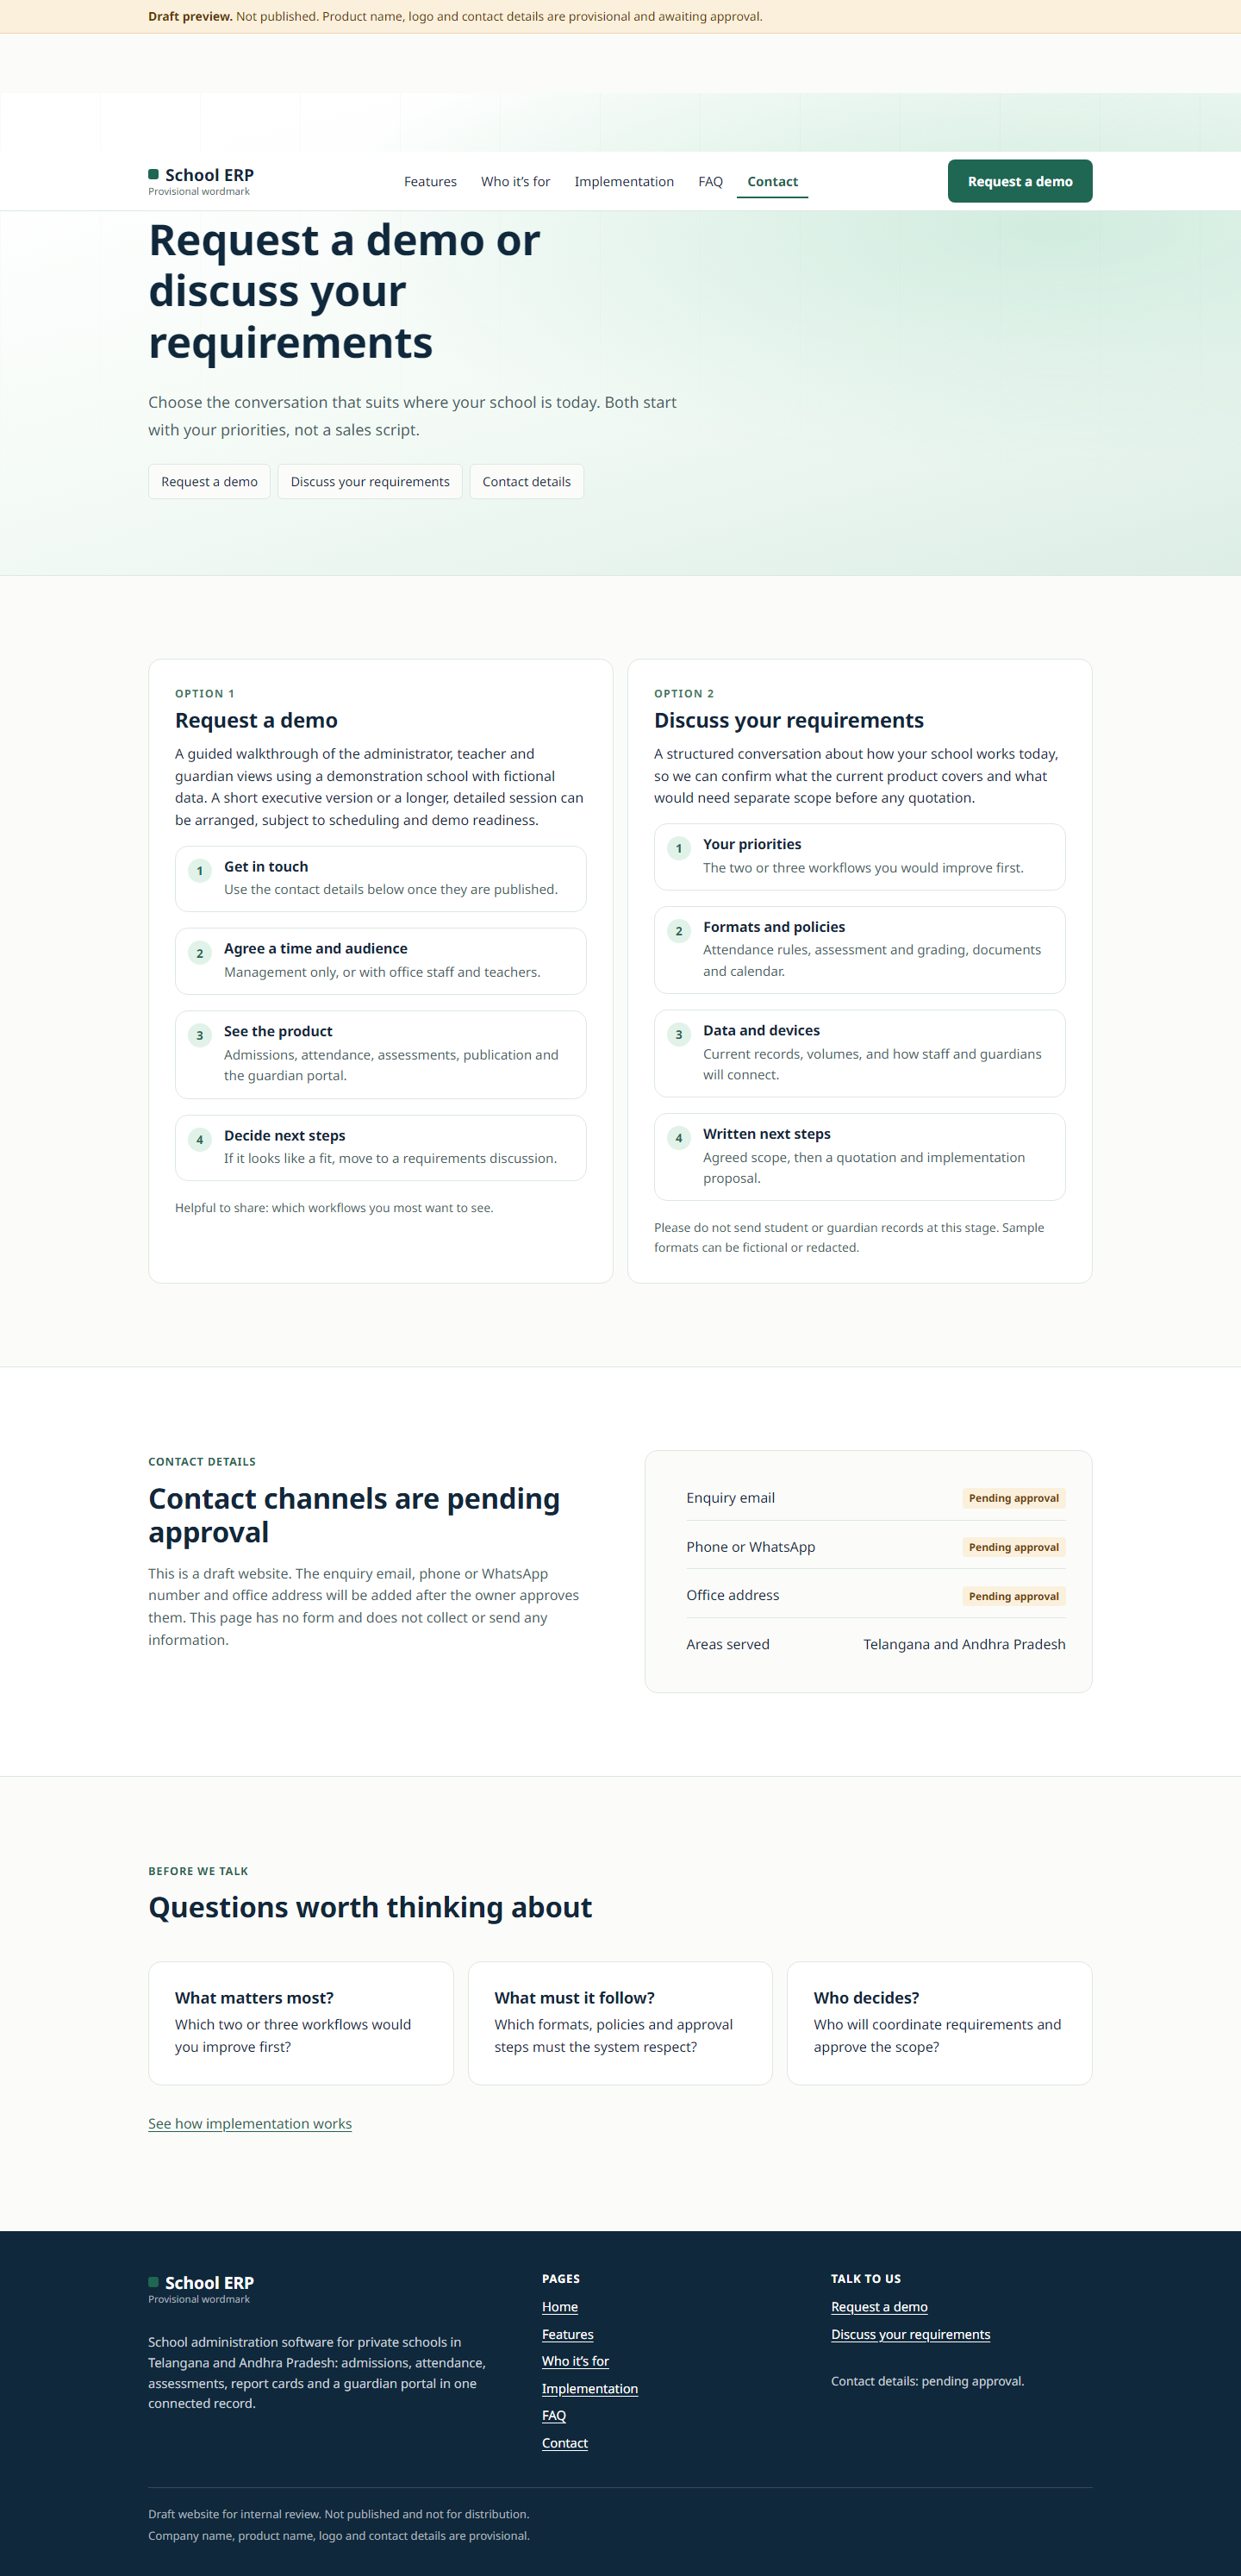 Draft preview. Not published. Product name, logo and contact details are provisional and awaiting approval.
School ERP
Provisional wordmark
Features
Who it’s for
Implementation
FAQ
Contact
Request a demo
Request a demo or
discuss your
requirements
Choose the conversation that suits where your school is today. Both start
with your priorities, not a sales script.
Request a demo
Discuss your requirements
Contact details
OPTION 1
Request a demo
A guided walkthrough of the administrator, teacher and
guardian views using a demonstration school with fictional
data. A short executive version or a longer, detailed session can
be arranged, subject to scheduling and demo readiness.
1
Get in touch
Use the contact details below once they are published.
2
Agree a time and audience
Management only, or with office staff and teachers.
3
See the product
Admissions, attendance, assessments, publication and
the guardian portal.
4
Decide next steps
If it looks like a fit, move to a requirements discussion.
Helpful to share: which workflows you most want to see.
OPTION 2
Discuss your requirements
A structured conversation about how your school works today,
so we can confirm what the current product covers and what
would need separate scope before any quotation.
1
Your priorities
The two or three workflows you would improve first.
2
Formats and policies
Attendance rules, assessment and grading, documents
and calendar.
3
Data and devices
Current records, volumes, and how staff and guardians
will connect.
4
Written next steps
Agreed scope, then a quotation and implementation
proposal.
Please do not send student or guardian records at this stage. Sample
formats can be fictional or redacted.
CONTACT DETAILS
Contact channels are pending
approval
This is a draft website. The enquiry email, phone or WhatsApp
number and office address will be added after the owner approves
them. This page has no form and does not collect or send any
information.
Enquiry email Pending approval
Phone or WhatsApp Pending approval
Office address Pending approval
Areas served Telangana and Andhra Pradesh
BEFORE WE TALK
Questions worth thinking about
What matters most?
Which two or three workflows would
you improve first?
What must it follow?
Which formats, policies and approval
steps must the system respect?
Who decides?
Who will coordinate requirements and
approve the scope?
See how implementation works
School ERP
Provisional wordmark
School administration software for private schools in
Telangana and Andhra Pradesh: admissions, attendance,
assessments, report cards and a guardian portal in one
connected record.
PAGES
Home
Features
Who it’s for
Implementation
FAQ
Contact
TALK TO US
Request a demo
Discuss your requirements
Contact details: pending approval.
Draft website for internal review. Not published and not for distribution.
Company name, product name, logo and contact details are provisional.